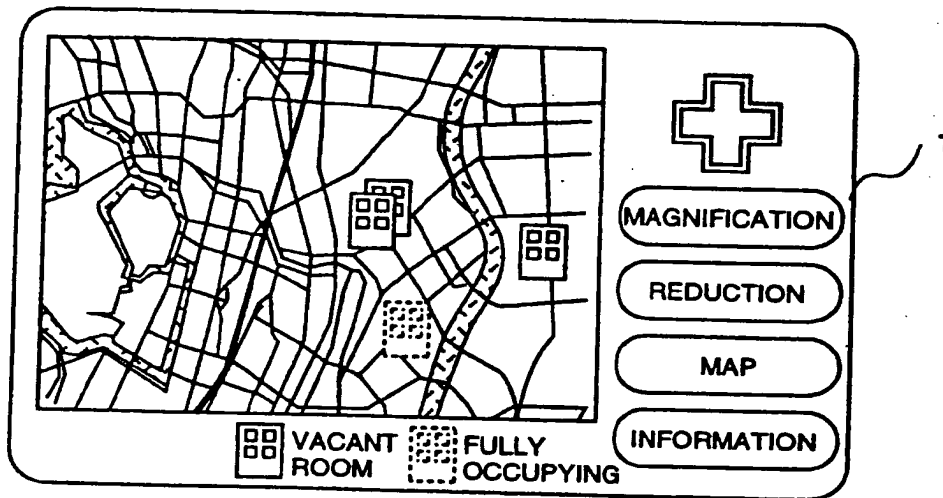 MAGNIFICATION
REDUCTION
MAP
INFORMATION
VACANT
ROOM
FULLY
OCCUPYING